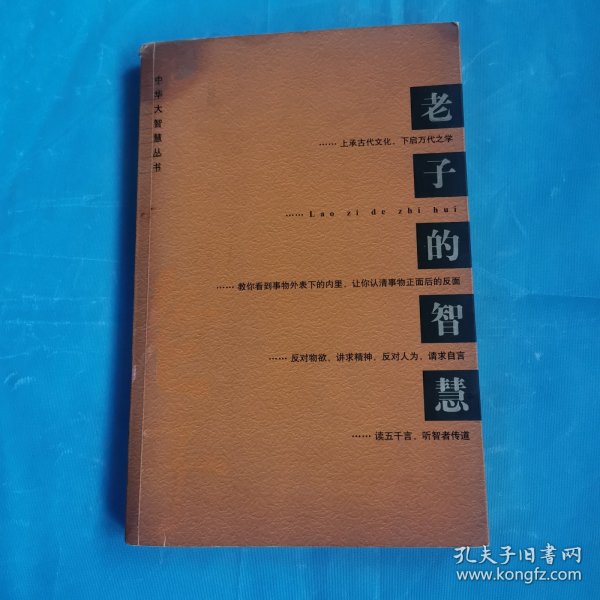 中华大智慧丛书
老子的智慧
……上承古代文化，下启万代之学
……Lao zi de zhi hui
……教你看到事物外表下的内里，让你认清事物正面后的反面
……反对物欲，讲求精神，反对人为，请求自言
……读五千言，听智者传道
孔夫子旧书网
www.kongfz.com